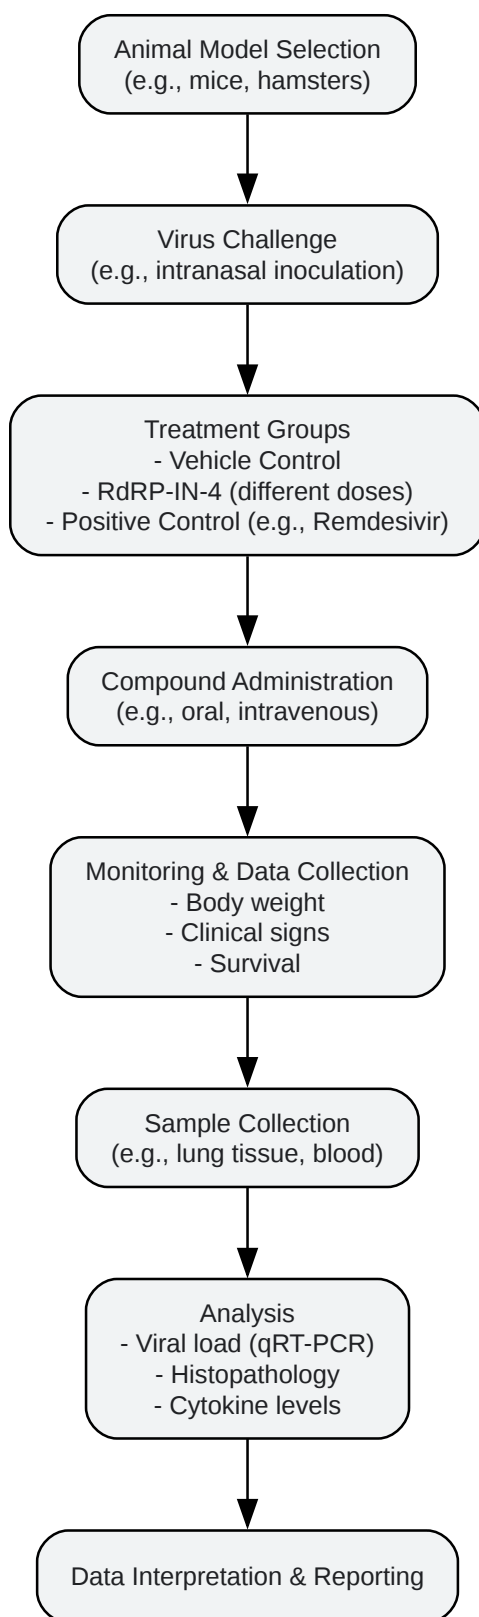 Animal Model Selection
(e.g., mice, hamsters)
Virus Challenge
(e.g., intranasal inoculation)
Treatment Groups
- Vehicle Control
- RdRP-IN-4 (different doses)
- Positive Control (e.g., Remdesivir)
Compound Administration
(e.g., oral, intravenous)
Monitoring & Data Collection
- Body weight
- Clinical signs
- Survival
Sample Collection
(e.g., lung tissue, blood)
Analysis
- Viral load (qRT-PCR)
- Histopathology
- Cytokine levels
Data Interpretation & Reporting